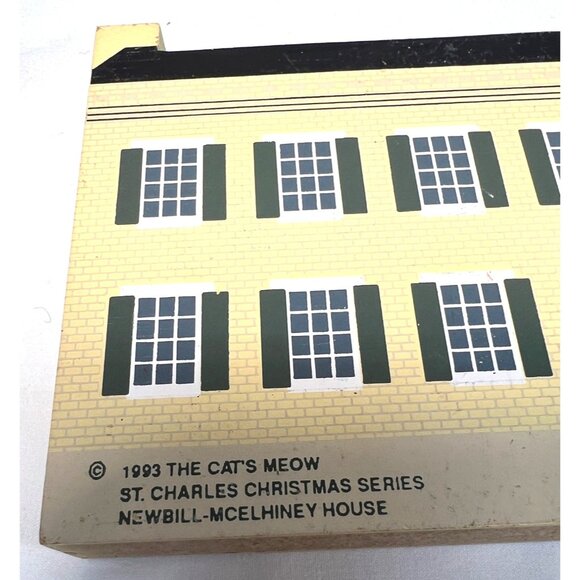 © 1993 THE CAT'S MEOW
ST. CHARLES CHRISTMAS SERIES
NEWBILL-MCELHINEY HOUSE